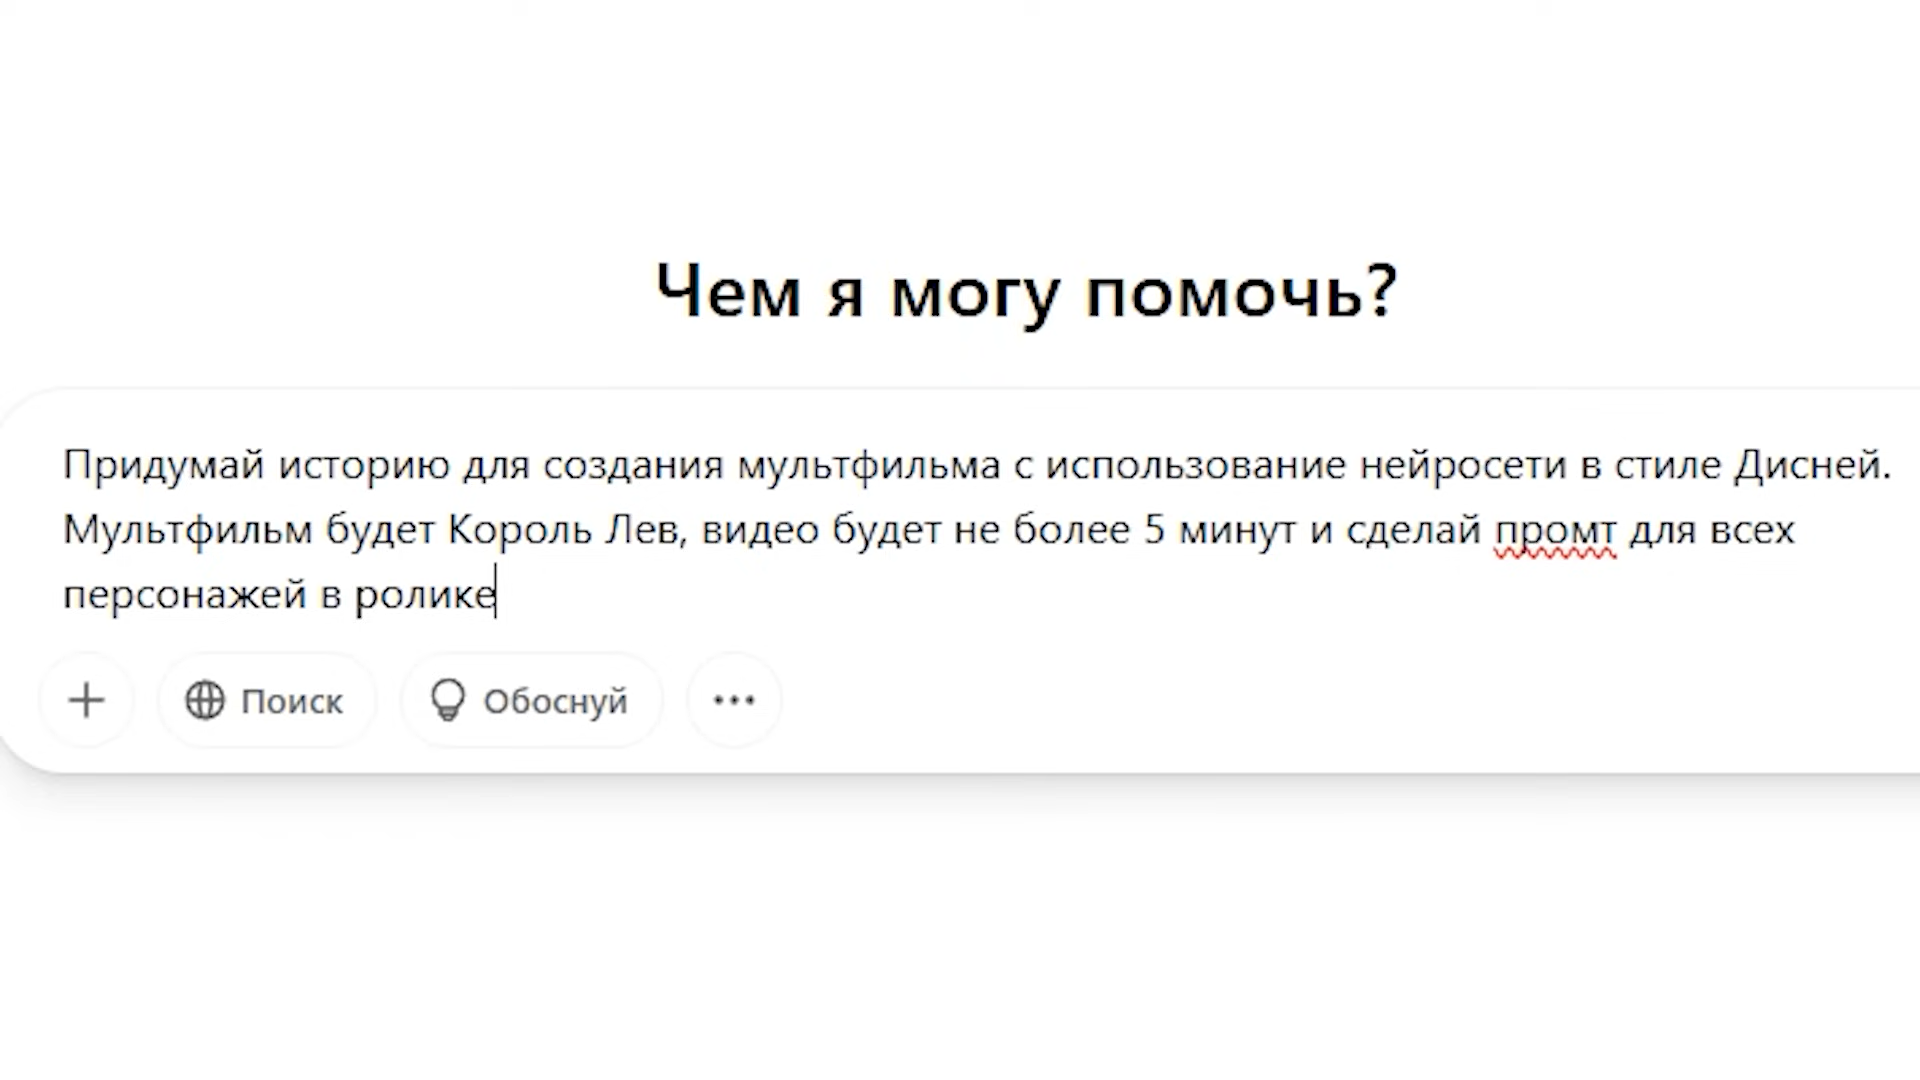 Чем я могу помочь?
Придумай историю для создания мультфильма с использование нейросети в стиле Дисней.
Мультфильм будет Король Лев, видео будет не более 5 минут и сделай промт для всех
персонажей в ролике
Поиск
Обоснуй